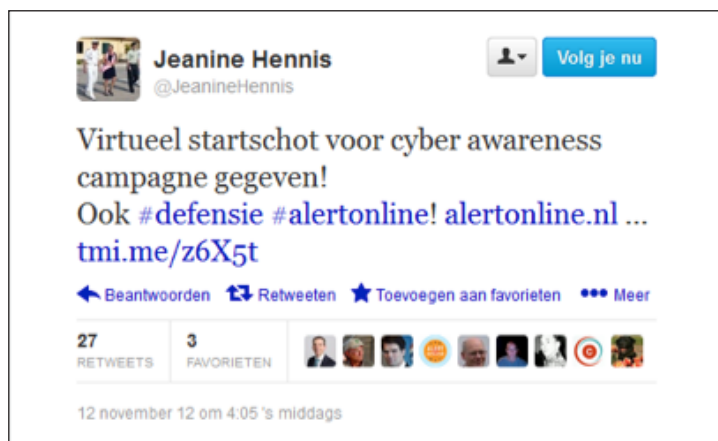 Jeanine Hennis
@JeanineHennis
Volg je nu
Virtueel startschot voor cyber awareness
campagne gegeven!
Ook #defensie #alertonline! alertonline.nl ...
tmi.me/z6X5t
Beantwoorden Retweeten Toevoegen aan favorieten Meer
27 3
RETWEETS FAVORIETEN
12 november 12 om 4:05 's middags